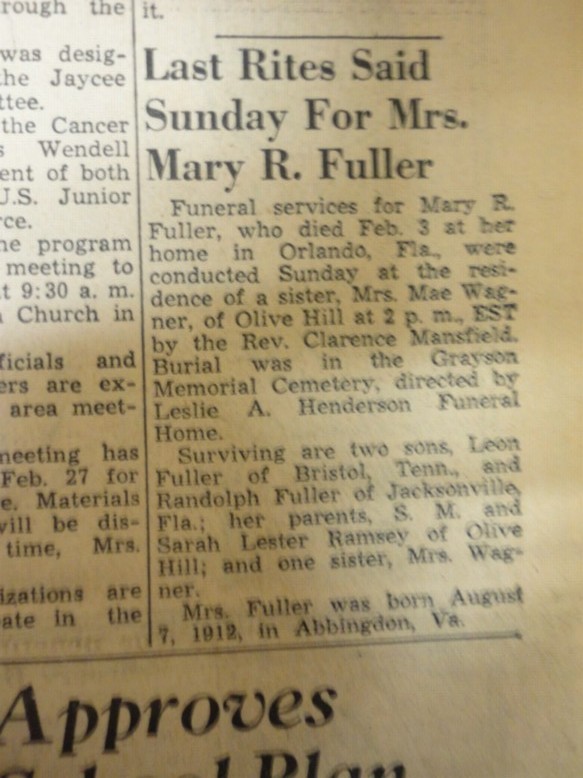 rough the
was desig-
the Jaycee
ttee.
the Cancer
s Wendell
ent of both
U.S. Junior
rce.
he program
meeting to
t 9:30 a. m.
Church in
ficials and
ers are ex-
area meet-
meeting has
Feb. 27 for
e. Materials
will be dis-
time, Mrs.
izations are
ate in the
it.
Last Rites Said
Sunday For Mrs.
Mary R. Fuller
Funeral services for Mary R.
Fuller, who died Feb. 3 at her
home in Orlando, Fla., were
conducted Sunday at the resi-
dence of a sister, Mrs. Mae Wag-
ner, of Olive Hill at 2 p. m., EST
by the Rev. Clarence Mansfield.
Burial was in the Grayson
Memorial Cemetery, directed by
Leslie A. Henderson Funeral
Home.
Surviving are two sons, Leon
Fuller of Bristol, Tenn., and
Randolph Fuller of Jacksonville,
Fla.; her parents, S. M. and
Sarah Lester Ramsey of Olive
Hill; and one sister, Mrs. Wag-
ner.
Mrs. Fuller was born August
7, 1912, in Abbingdon, Va.
Approves
School Plan